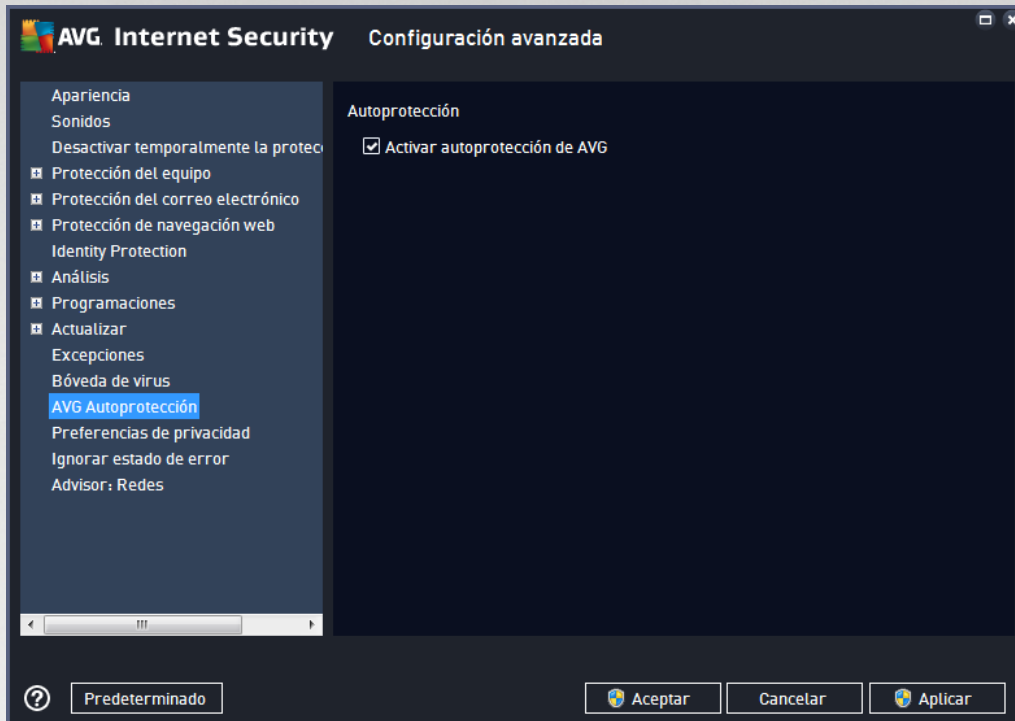 AVG. Internet Security Configuración avanzada
Apariencia
Sonidos
Desactivar temporalmente la protec
Protección del equipo
Protección del correo electrónico
Protección de navegación web
Identity Protection
Análisis
Programaciones
Actualizar
Excepciones
Bóveda de virus
AVG Autoprotección
Preferencias de privacidad
Ignorar estado de error
Advisor: Redes
Autoprotección
Activar autoprotección de AVG
? Predeterminado Aceptar Cancelar Aplicar